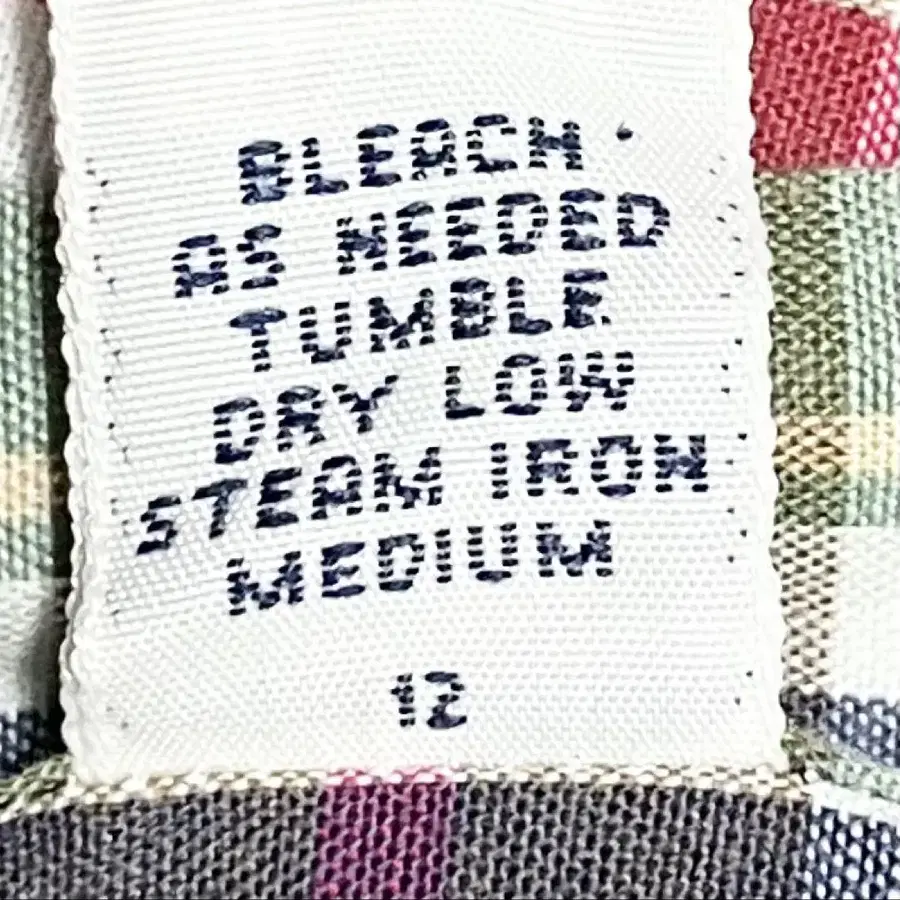 BLEACH
AS NEEDED
TUMBLE
DRY LOW
STEAM IRON
MEDIUM
12